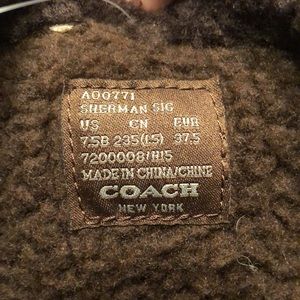 A00771
SHERMAN SIG
US CN EUR
7.5B 235(1.5) 37.5
7200008/H15
MADE IN CHINA/CHINE
COACH
NEW YORK